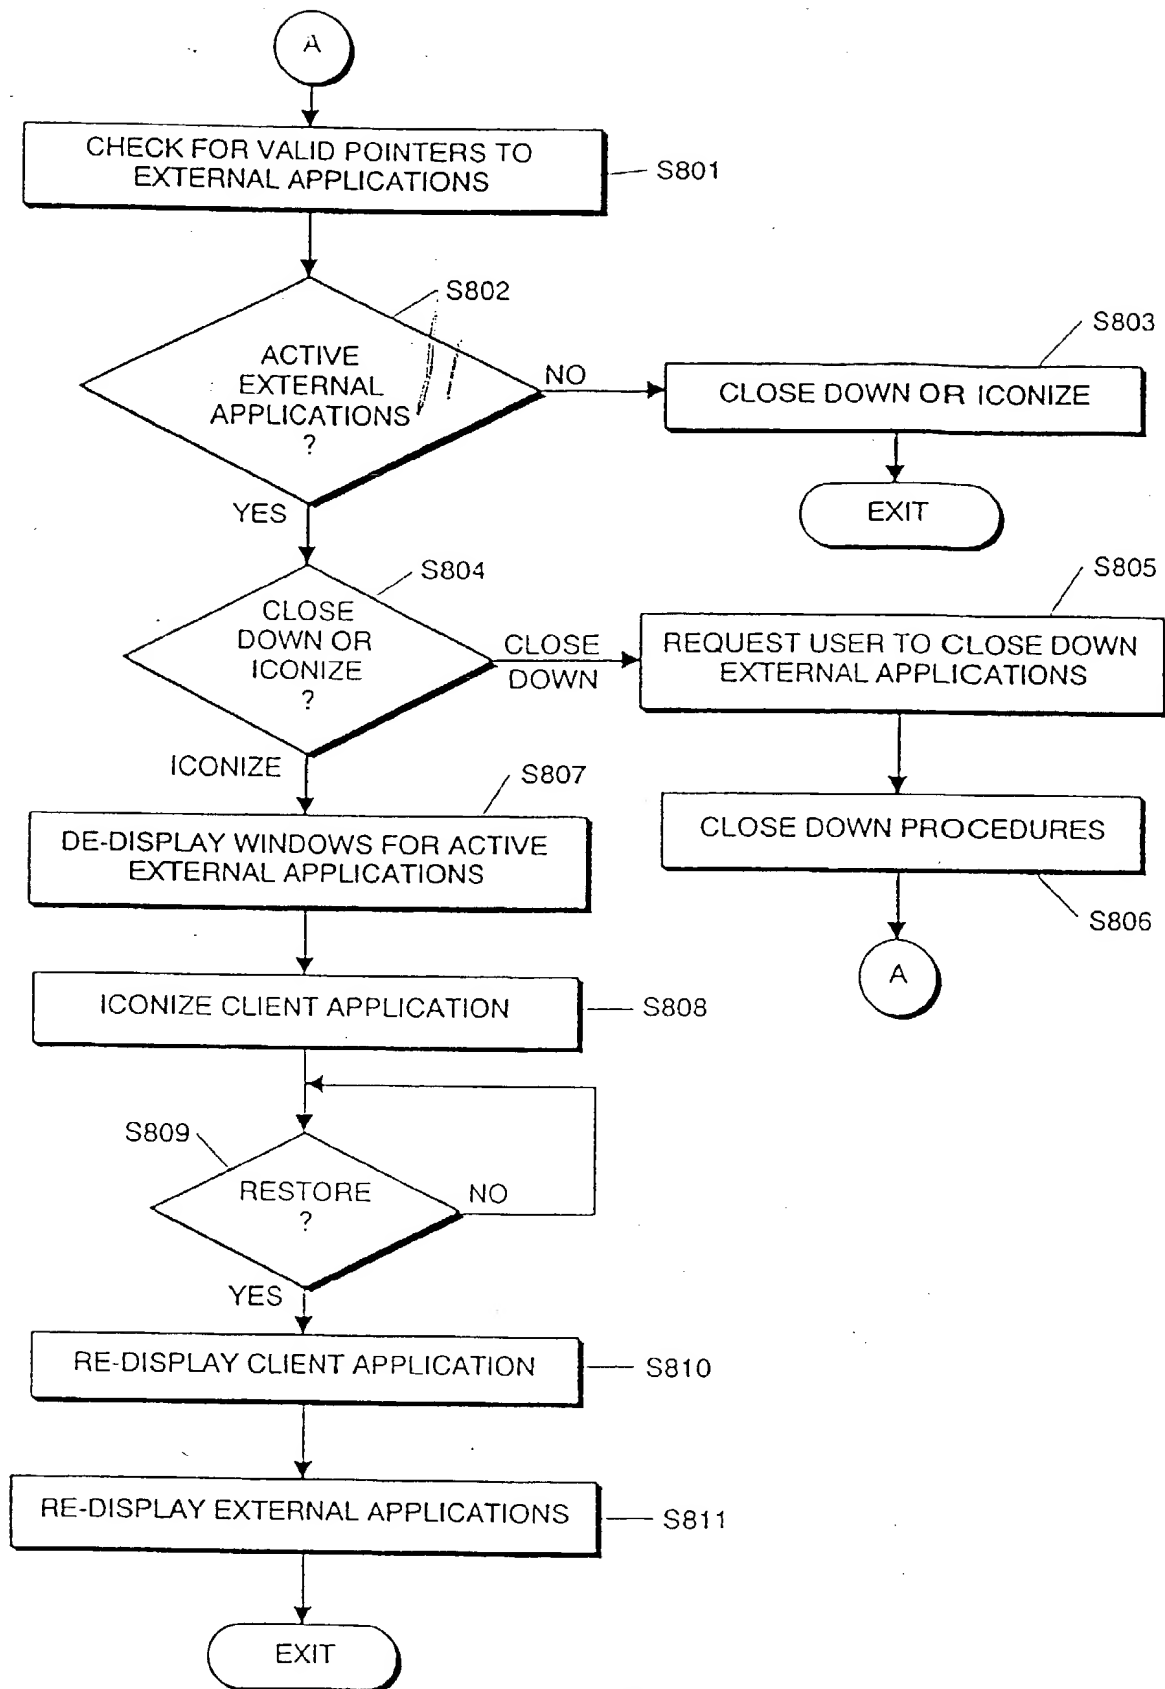 A
CHECK FOR VALID POINTERS TO
EXTERNAL APPLICATIONS
S801
S802
ACTIVE
EXTERNAL
APPLICATIONS
?
NO
S803
CLOSE DOWN OR ICONIZE
EXIT
YES
S804
CLOSE
DOWN OR
ICONIZE
?
CLOSE
DOWN
S805
REQUEST USER TO CLOSE DOWN
EXTERNAL APPLICATIONS
CLOSE DOWN PROCEDURES
S806
A
ICONIZE
S807
DE-DISPLAY WINDOWS FOR ACTIVE
EXTERNAL APPLICATIONS
ICONIZE CLIENT APPLICATION
S808
S809
RESTORE
?
NO
YES
RE-DISPLAY CLIENT APPLICATION
S810
RE-DISPLAY EXTERNAL APPLICATIONS
S811
EXIT